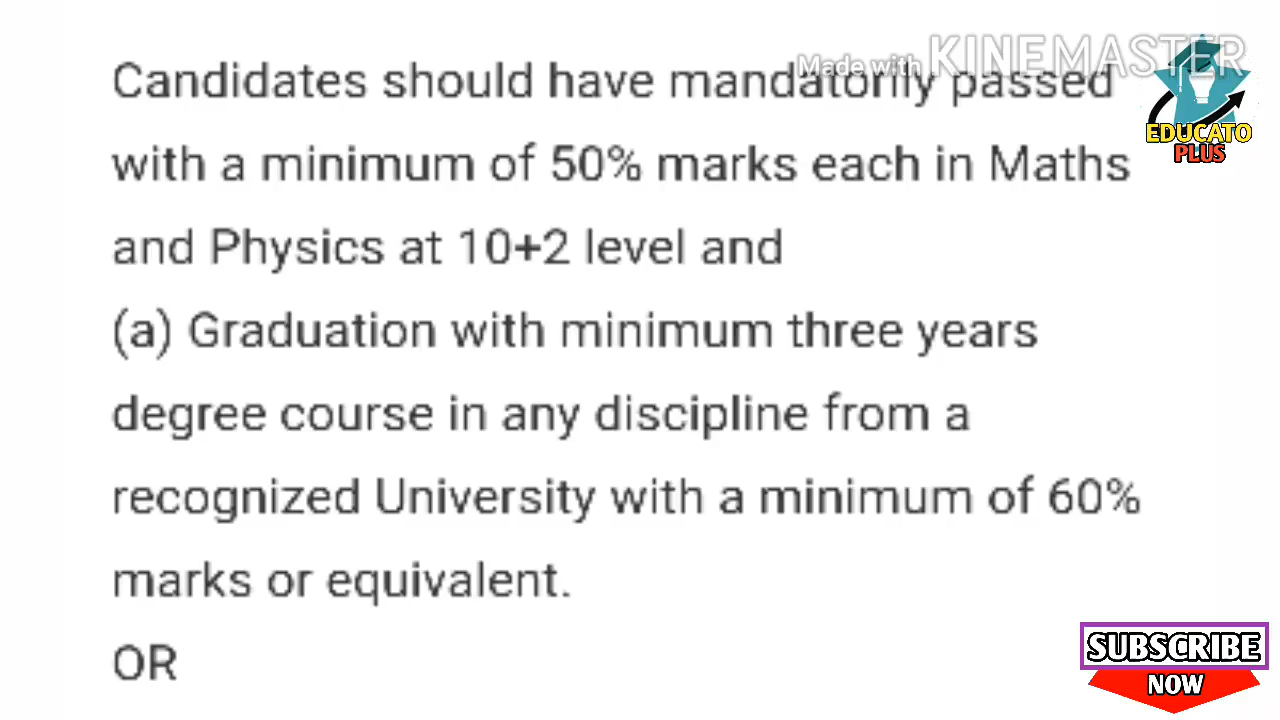 Made with KINEMASTER
Candidates should have mandatorily passed
with a minimum of 50% marks each in Maths
and Physics at 10+2 level and
(a) Graduation with minimum three years
degree course in any discipline from a
recognized University with a minimum of 60%
marks or equivalent.
OR
EDUCATO
PLUS
SUBSCRIBE
NOW